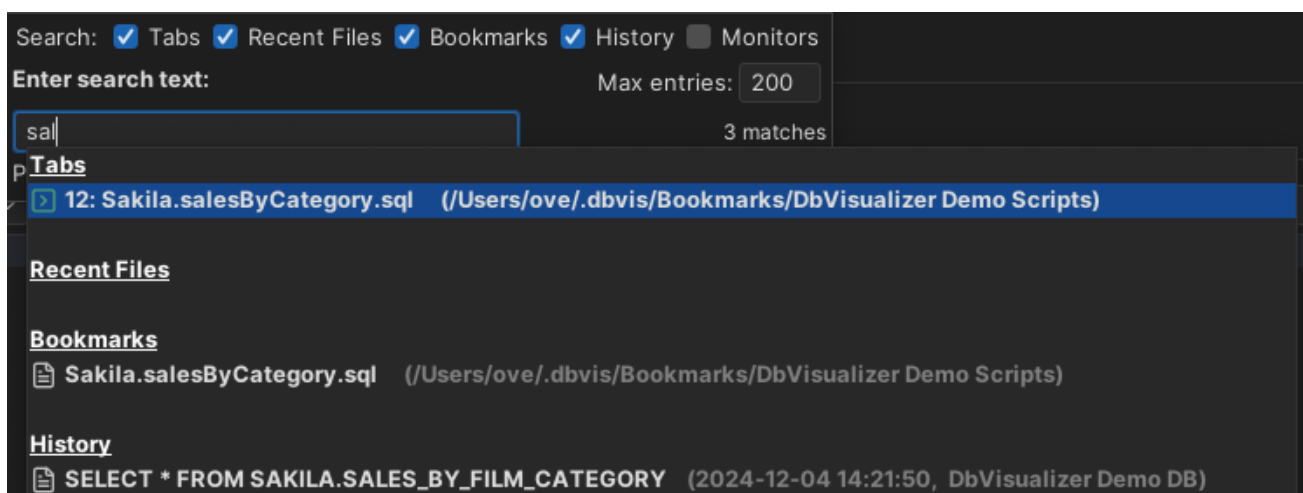 Search: Tabs Recent Files Bookmarks History Monitors
Enter search text: Max entries: 200
sal 3 matches
P
Tabs
12: Sakila.salesByCategory.sql (/Users/ove/.dbvis/Bookmarks/DbVisualizer Demo Scripts)
Recent Files
Bookmarks
Sakila.salesByCategory.sql (/Users/ove/.dbvis/Bookmarks/DbVisualizer Demo Scripts)
History
SELECT * FROM SAKILA.SALES_BY_FILM_CATEGORY (2024-12-04 14:21:50, DbVisualizer Demo DB)